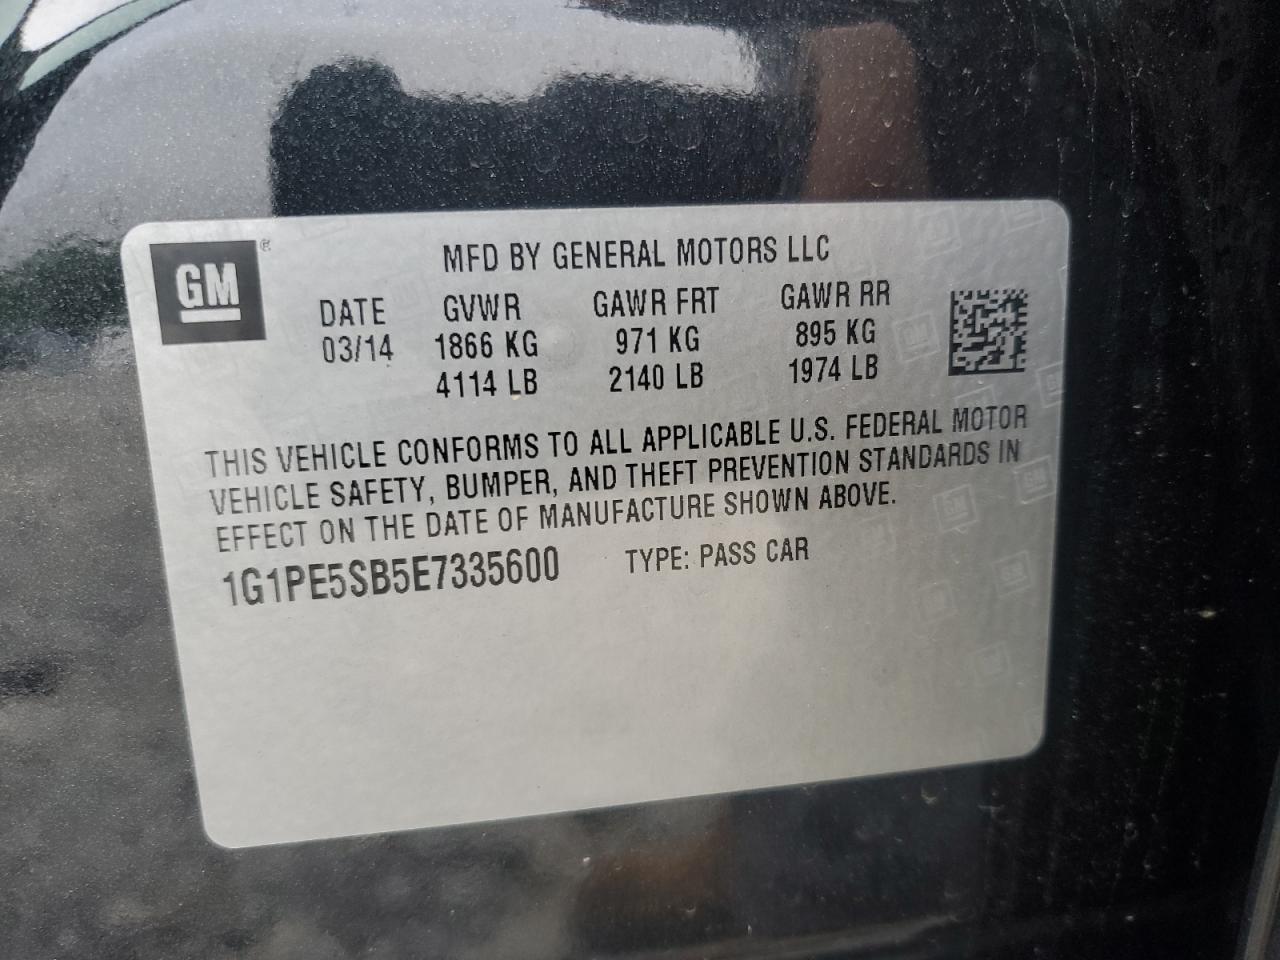 GM ®
MFD BY GENERAL MOTORS LLC
DATE GVWR GAWR FRT GAWR RR
03/14 1866 KG 971 KG 895 KG
4114 LB 2140 LB 1974 LB
THIS VEHICLE CONFORMS TO ALL APPLICABLE U.S. FEDERAL MOTOR
VEHICLE SAFETY, BUMPER, AND THEFT PREVENTION STANDARDS IN
EFFECT ON THE DATE OF MANUFACTURE SHOWN ABOVE.
1G1PE5SB5E7335600 TYPE: PASS CAR